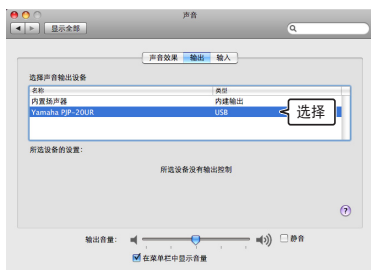 声音
显示全部
声音效果 输出 输入
选择声音输出设备
名称 类型
内置扬声器 内建输出
Yamaha PJP-20UR USB
选择
所选设备的设置：
所选设备没有输出控制
?
输出音量： 静音
在菜单栏中显示音量